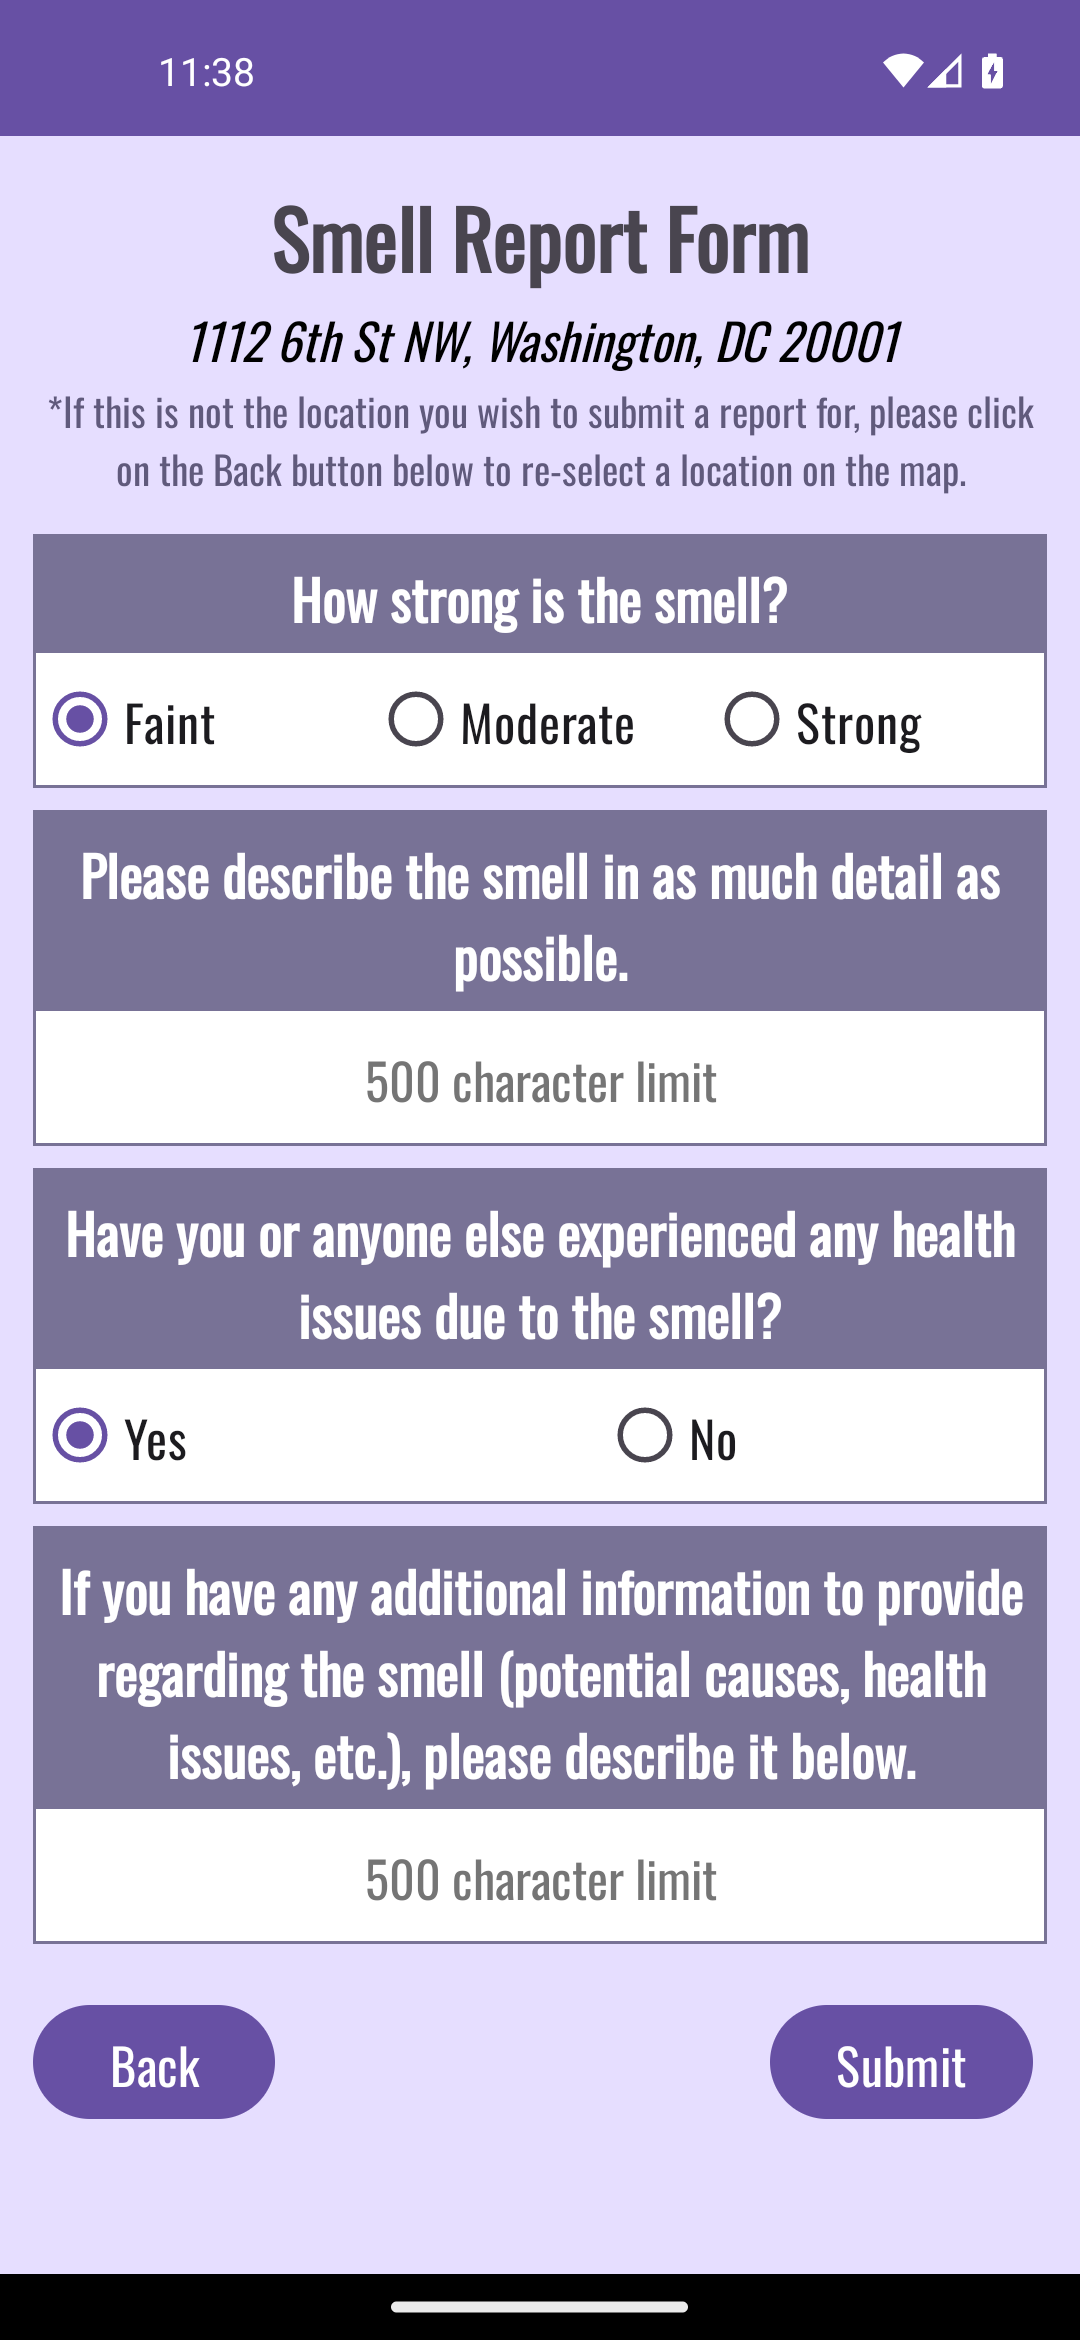 11:38
Smell Report Form
1112 6th St NW, Washington, DC 20001
*If this is not the location you wish to submit a report for, please click
on the Back button below to re-select a location on the map.
How strong is the smell?
Faint
Moderate
Strong
Please describe the smell in as much detail as
possible.
500 character limit
Have you or anyone else experienced any health
issues due to the smell?
Yes
No
If you have any additional information to provide
regarding the smell (potential causes, health
issues, etc.), please describe it below.
500 character limit
Back
Submit